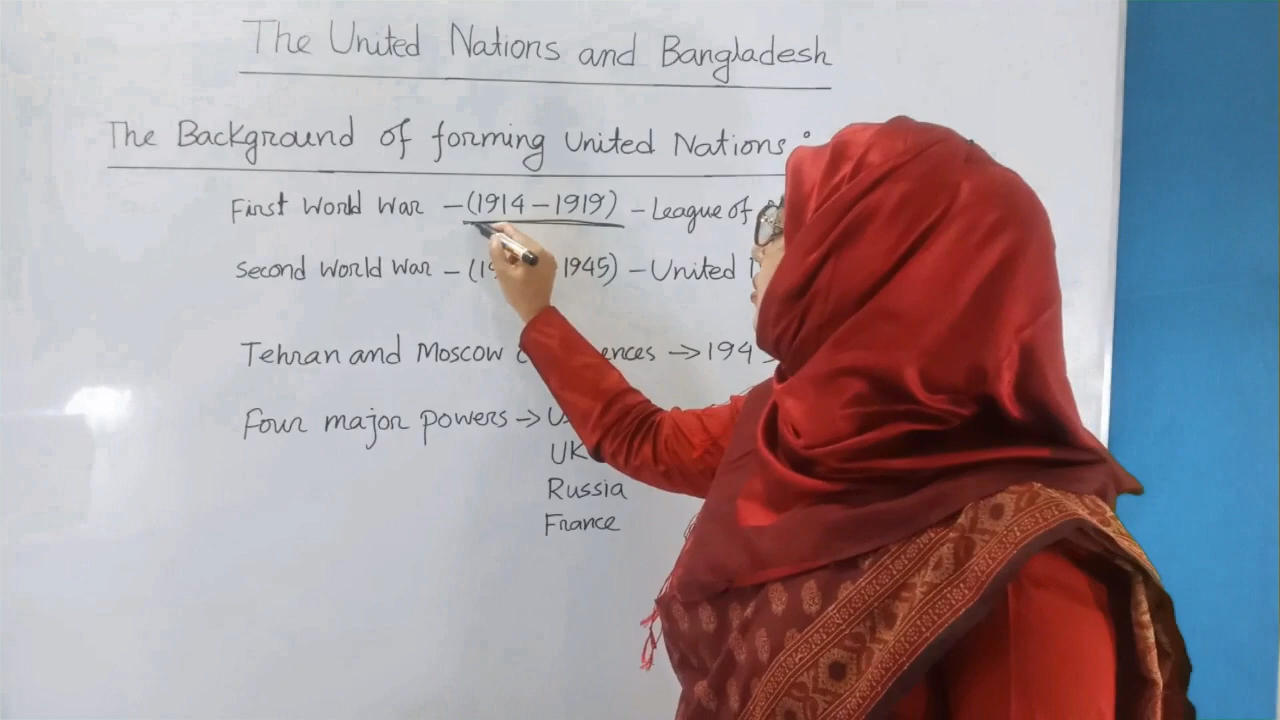 The United Nations and Bangladesh
The Background of forming United Nations :
First World War - (1914 - 1919) - League of
Second World War - ( 1945) - United
Tehran and Moscow → 194
Four major powers →
UK
Russia
France